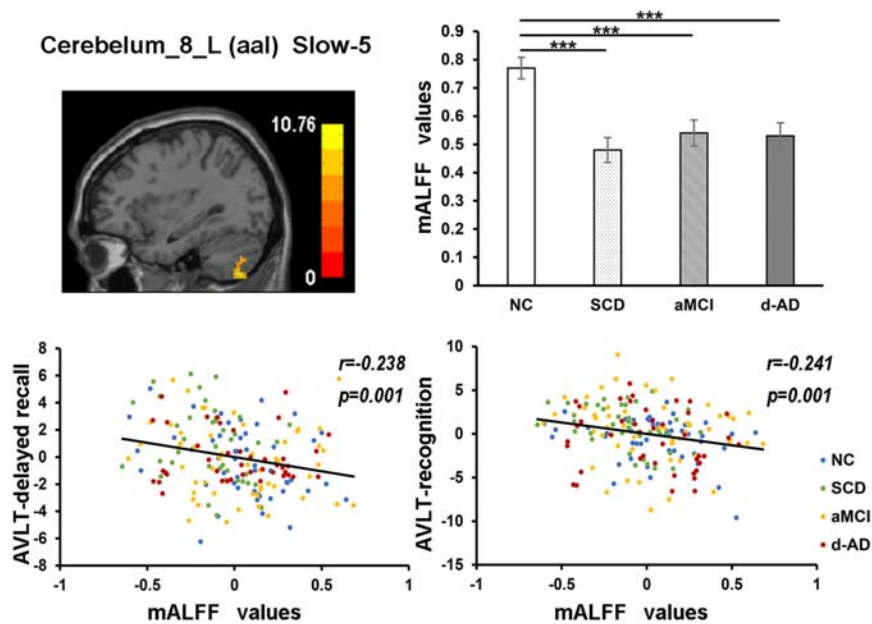 Cerebelum_8_L (aal) Slow-5
10.76
0
mALFF values
0.9
0.8
0.7
0.6
0.5
0.4
0.3
0.2
0.1
0
***
***
***
NC
SCD
aMCI
d-AD
AVLT-delayed recall
8
6
4
2
0
-2
-4
-6
-8
r=-0.238
p=0.001
-1
-0.5
0
0.5
1
mALFF values
AVLT-recognition
10
5
0
-5
-10
-15
r=-0.241
p=0.001
NC
SCD
aMCI
d-AD
-1
-0.5
0
0.5
1
mALFF values